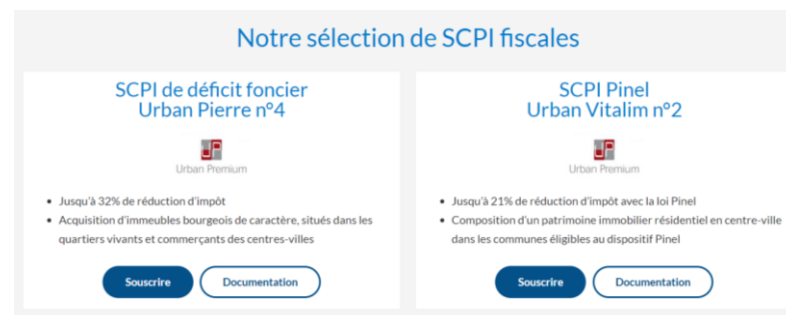 Notre sélection de SCPI fiscales
SCPI de déficit foncier
Urban Pierre n°4
Urban Premium
• Jusqu'à 32% de réduction d'impôt
• Acquisition d'immeubles bourgeois de caractère, situés dans les
quartiers vivants et commerçants des centres-villes
Souscrire
Documentation
SCPI Pinel
Urban Vitalim n°2
Urban Premium
• Jusqu'à 21% de réduction d'impôt avec la loi Pinel
• Composition d'un patrimoine immobilier résidentiel en centre-ville
dans les communes éligibles au dispositif Pinel
Souscrire
Documentation